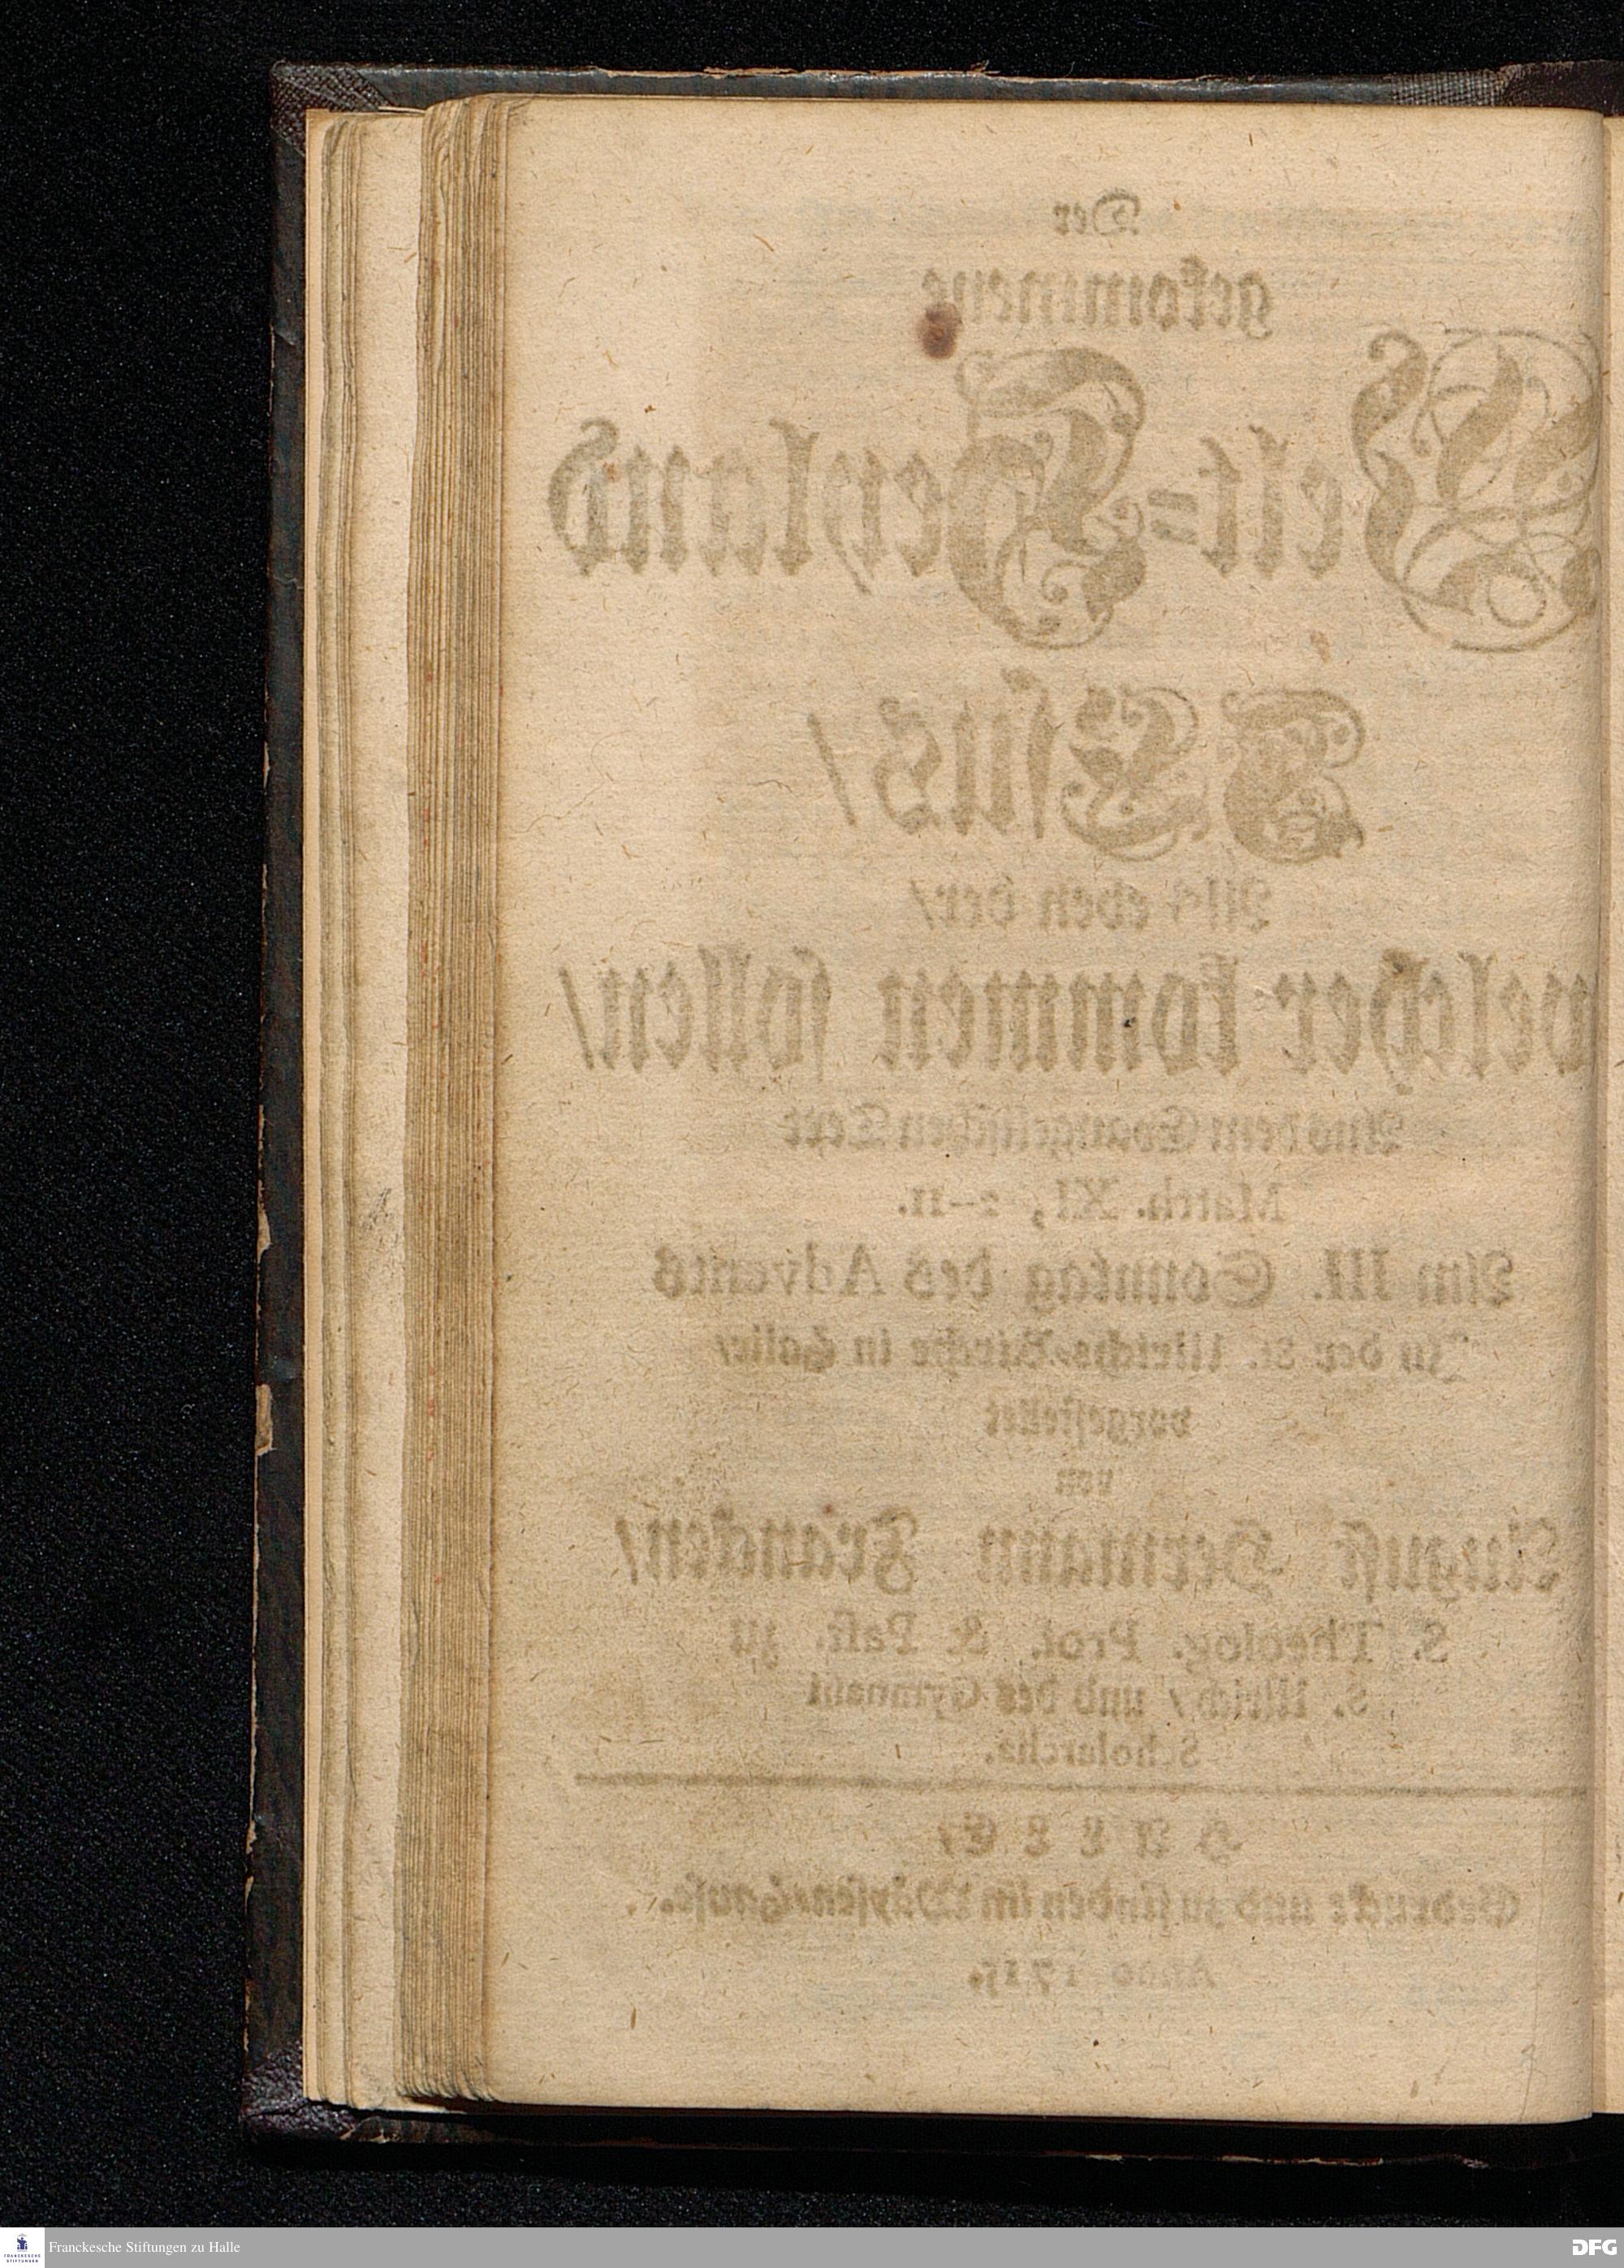 Der
gekommene
Welt=Heyland
JEsus/
Als eben der/
welcher kommen sollen/
Aus dem Evangelischen Text
Matth. XI, 2-11.
Am III. Sonntag des Advents
In der St. Ulrichs-Kirche in Halle/
vorgestellet
von
August Hermann Francken/
S. Theolog. Prof. & Past. zu
S. Ulrich/ und des Gymnasii
Scholarcha.
HALLE/
Gedruckt und zu finden im Wäysen-Hause.
Anno 1715.
FRANCKESCHE
STIFTUNGEN
Franckesche Stiftungen zu Halle
DFG